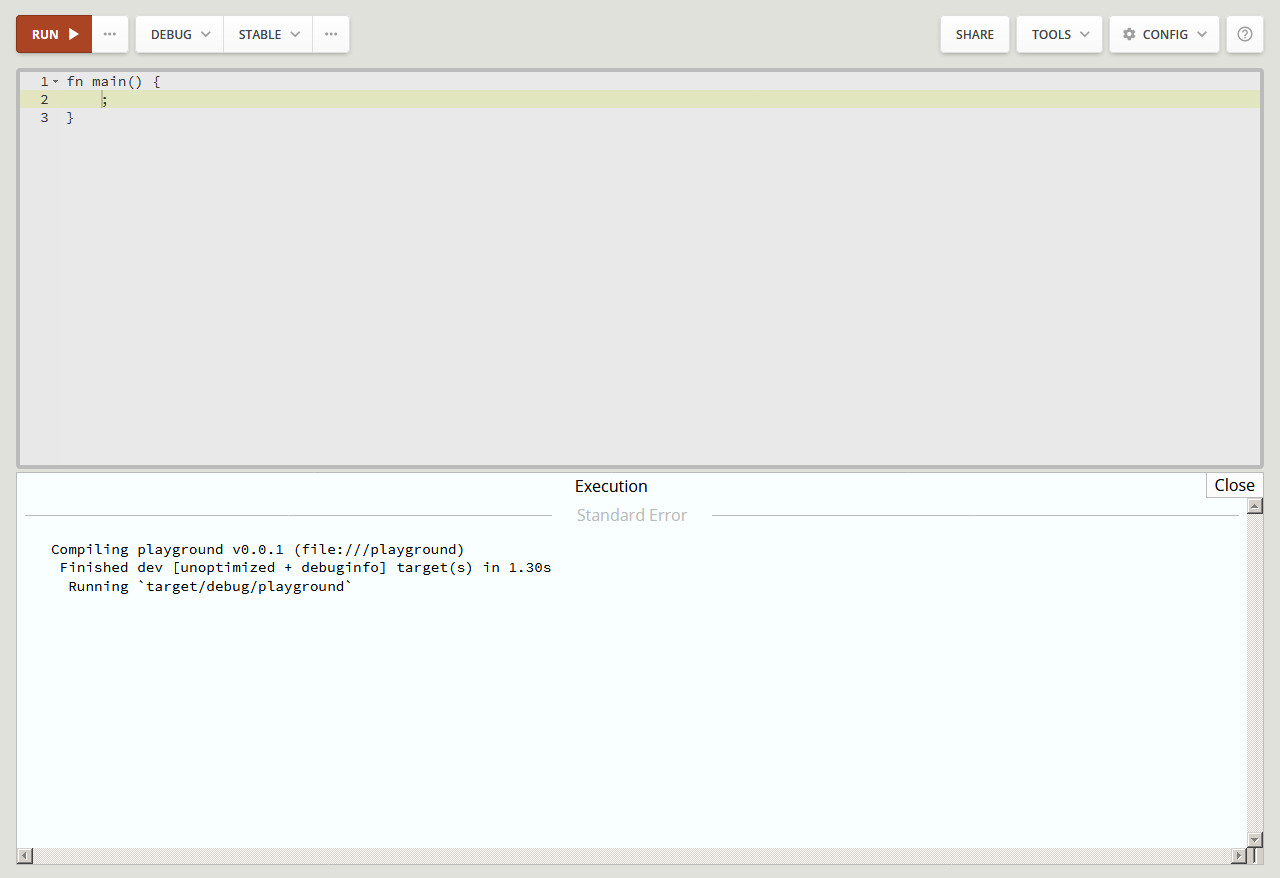 RUN ··· DEBUG STABLE ··· SHARE TOOLS CONFIG ?
1 fn main() {
2     ;
3 }
Execution Close
Standard Error
Compiling playground v0.0.1 (file:///playground)
 Finished dev [unoptimized + debuginfo] target(s) in 1.30s
  Running `target/debug/playground`